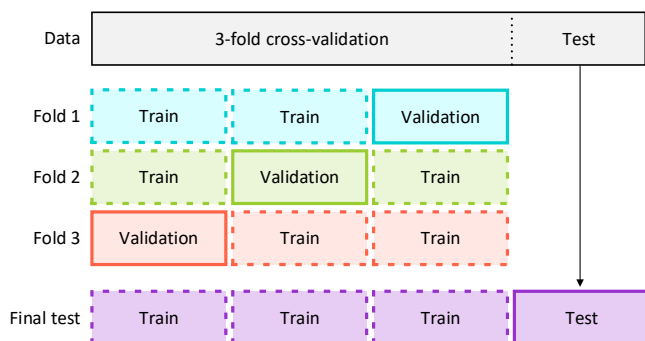 Data 3-fold cross-validation Test
Fold 1 Train Train Validation
Fold 2 Train Validation Train
Fold 3 Validation Train Train
Final test Train Train Train Test